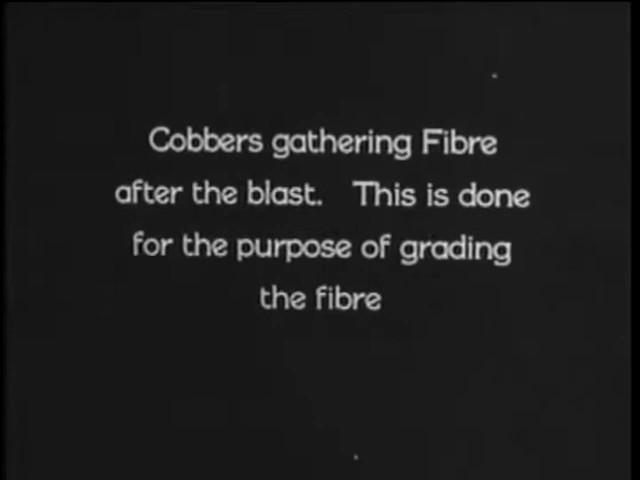 Cobbers gathering Fibre
after the blast. This is done
for the purpose of grading
the fibre